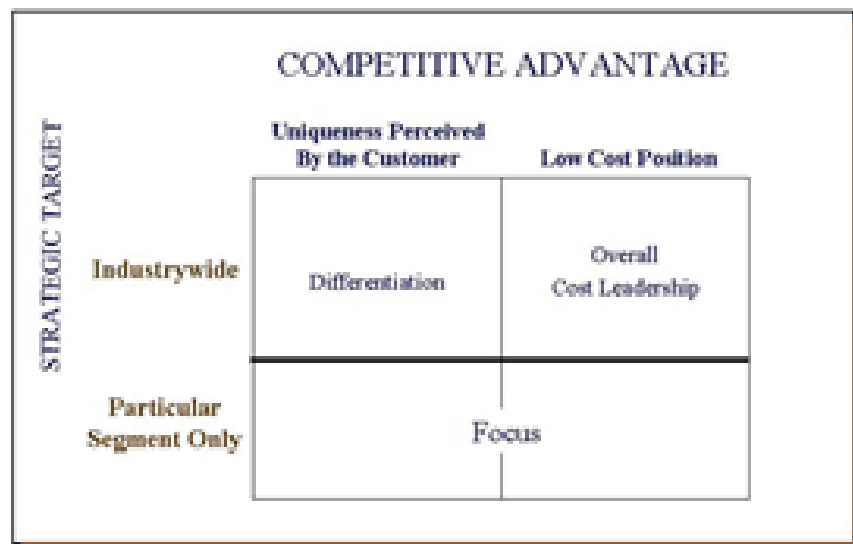 COMPETITIVE ADVANTAGE
STRATEGIC TARGET
Uniqueness Perceived
By the Customer
Low Cost Position
Industrywide
Differentiation
Overall
Cost Leadership
Particular
Segment Only
Focus